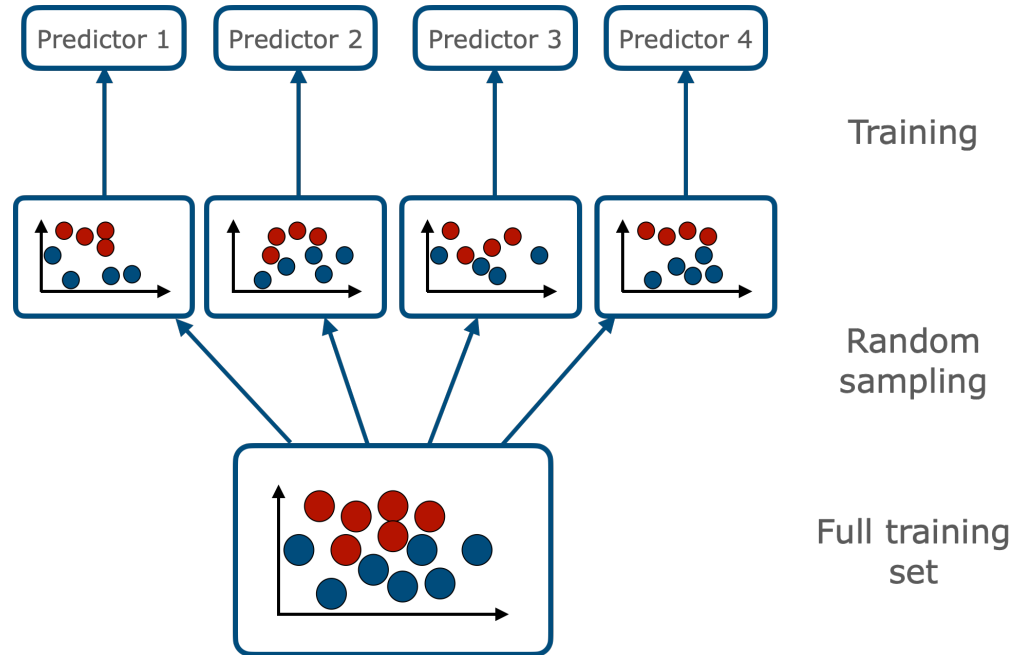 Predictor 1
Predictor 2
Predictor 3
Predictor 4
Training
Random
sampling
Full training
set